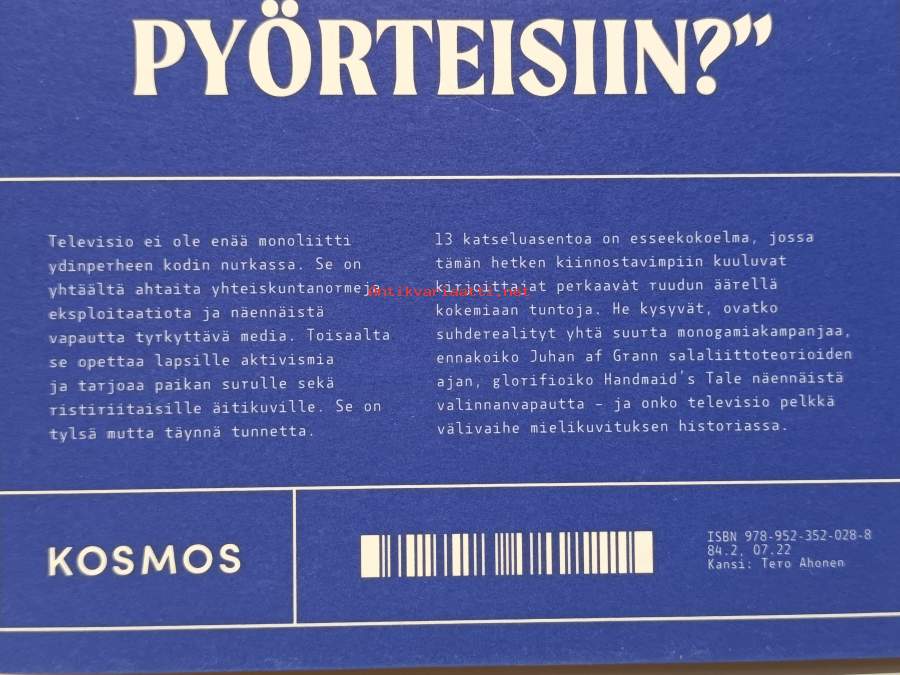 PYÖRTEISIIN?”
Televisio ei ole enää monoliitti
ydinperheen kodin nurkassa. Se on
yhtäältä ahtaita yhteiskuntanormeja,
eksploitaatiota ja näennäistä
vapautta tyrkyttävä media. Toisaalta
se opettaa lapsille aktivismia
ja tarjoaa paikan surulle sekä
ristiriitaisille äitikuville. Se on
tylsä mutta täynnä tunnetta.
13 katseluasentoa on esseekokoelma, jossa
tämän hetken kiinnostavimpiin kuuluvat
kirjoittajat perkaavat ruudun äärellä
kokemiaan tuntoja. He kysyvät, ovatko
suhderealityt yhtä suurta monogamiakampanjaa,
ennakoiko Juhan af Grann salaliittoteorioiden
ajan, glorifioiko Handmaid's Tale näennäistä
valinnanvapautta – ja onko televisio pelkkä
välivaihe mielikuvituksen historiassa.
antikvariaatti.net
KOSMOS
ISBN 978-952-352-028-8
84.2, 07.22
Kansi: Tero Ahonen